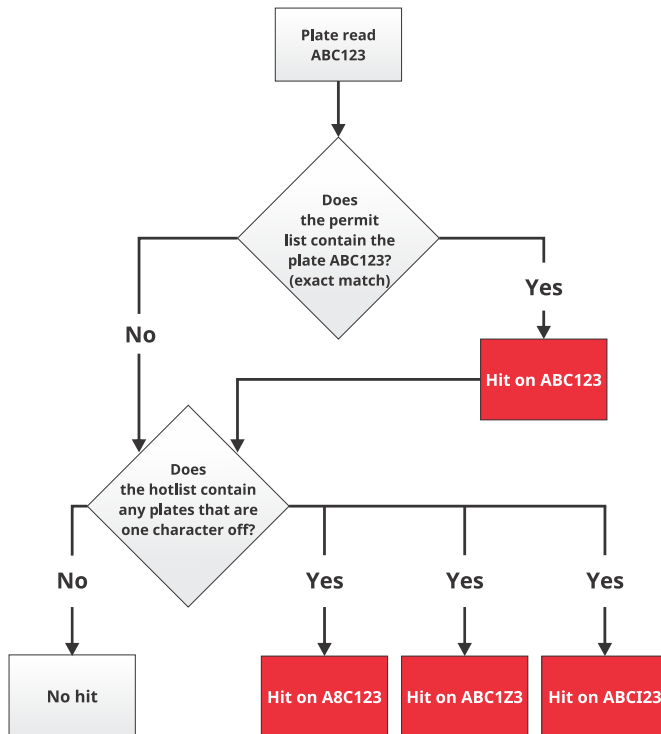 Plate read
ABC123
Does
the permit
list contain the
plate ABC123?
(exact match)
No
Yes
Hit on ABC123
Does
the hotlist contain
any plates that are
one character off?
No
Yes
Yes
Yes
No hit
Hit on A8C123
Hit on ABC1Z3
Hit on ABCI23